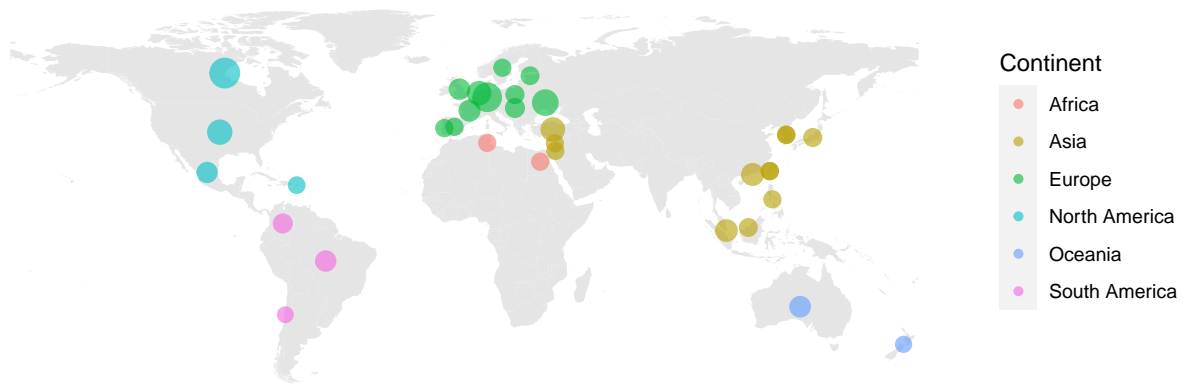 Continent
Africa
Asia
Europe
North America
Oceania
South America